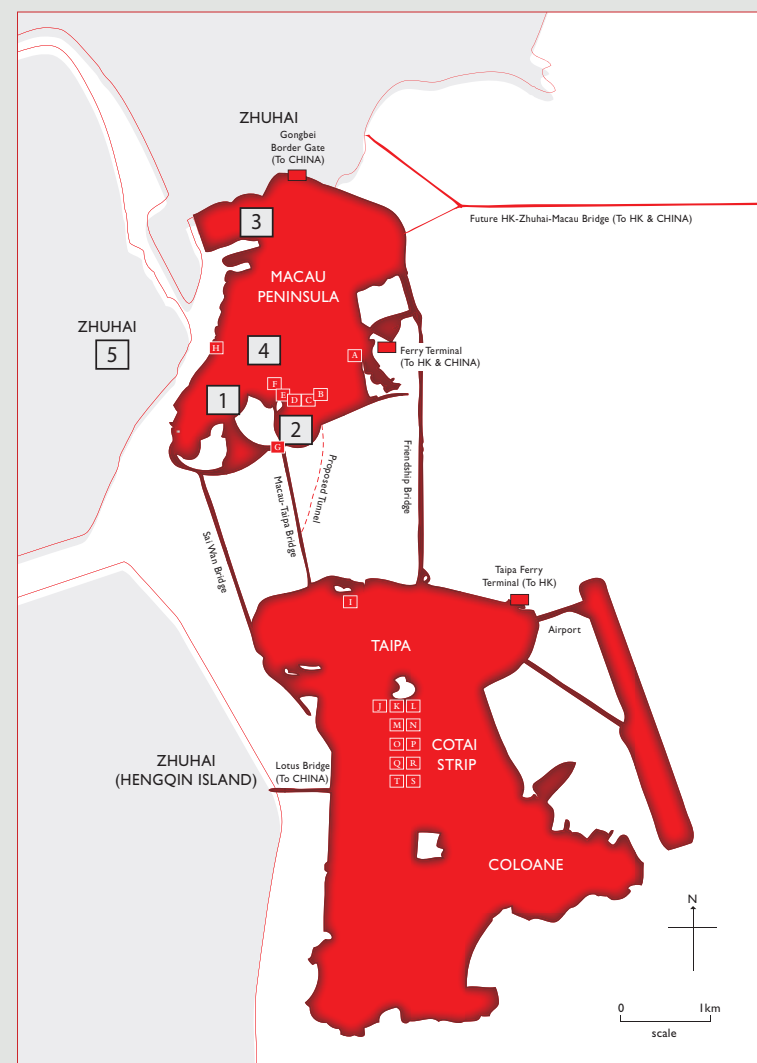 ZHUHAI
Gongbei
Border Gate
(To CHINA)
3
Future HK-Zhuhai-Macau Bridge (To HK & CHINA)
MACAU
PENINSULA
ZHUHAI
5
H
4
A
Ferry Terminal
(To HK & CHINA)
F
E
D
C
B
1
2
G
Proposed Tunnel
Macau-Taipa Bridge
Friendship Bridge
Sai Wan Bridge
Taipa Ferry
Terminal (To HK)
I
Airport
TAIPA
J K L
M N
O P
Q R
T S
COTAI
STRIP
ZHUHAI
(HENGQIN ISLAND)
Lotus Bridge
(To CHINA)
COLOANE
N
0 1km
scale